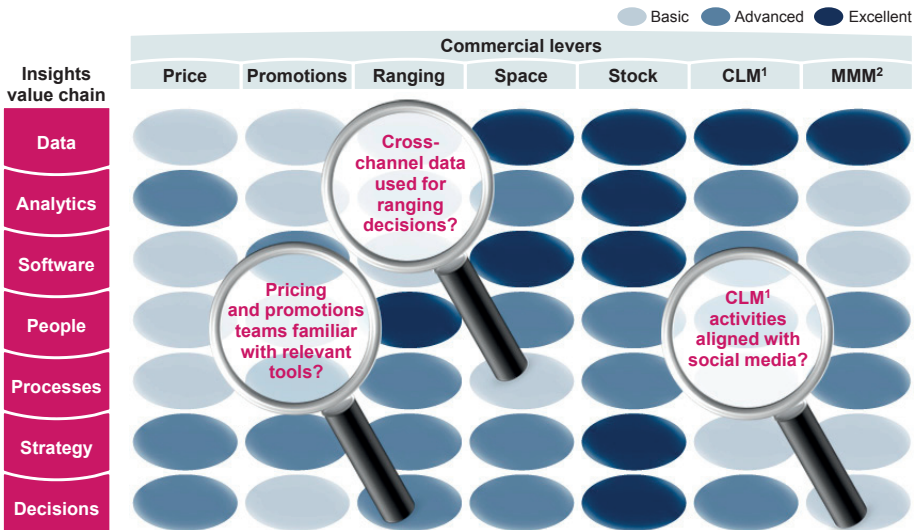 Basic Advanced Excellent
Commercial levers
Insights
value chain
Price Promotions Ranging Space Stock CLM¹ MMM²
Data
Analytics
Software
People
Processes
Strategy
Decisions
Cross-
channel data
used for
ranging
decisions?
Pricing
and promotions
teams familiar
with relevant
tools?
CLM¹
activities
aligned with
social media?